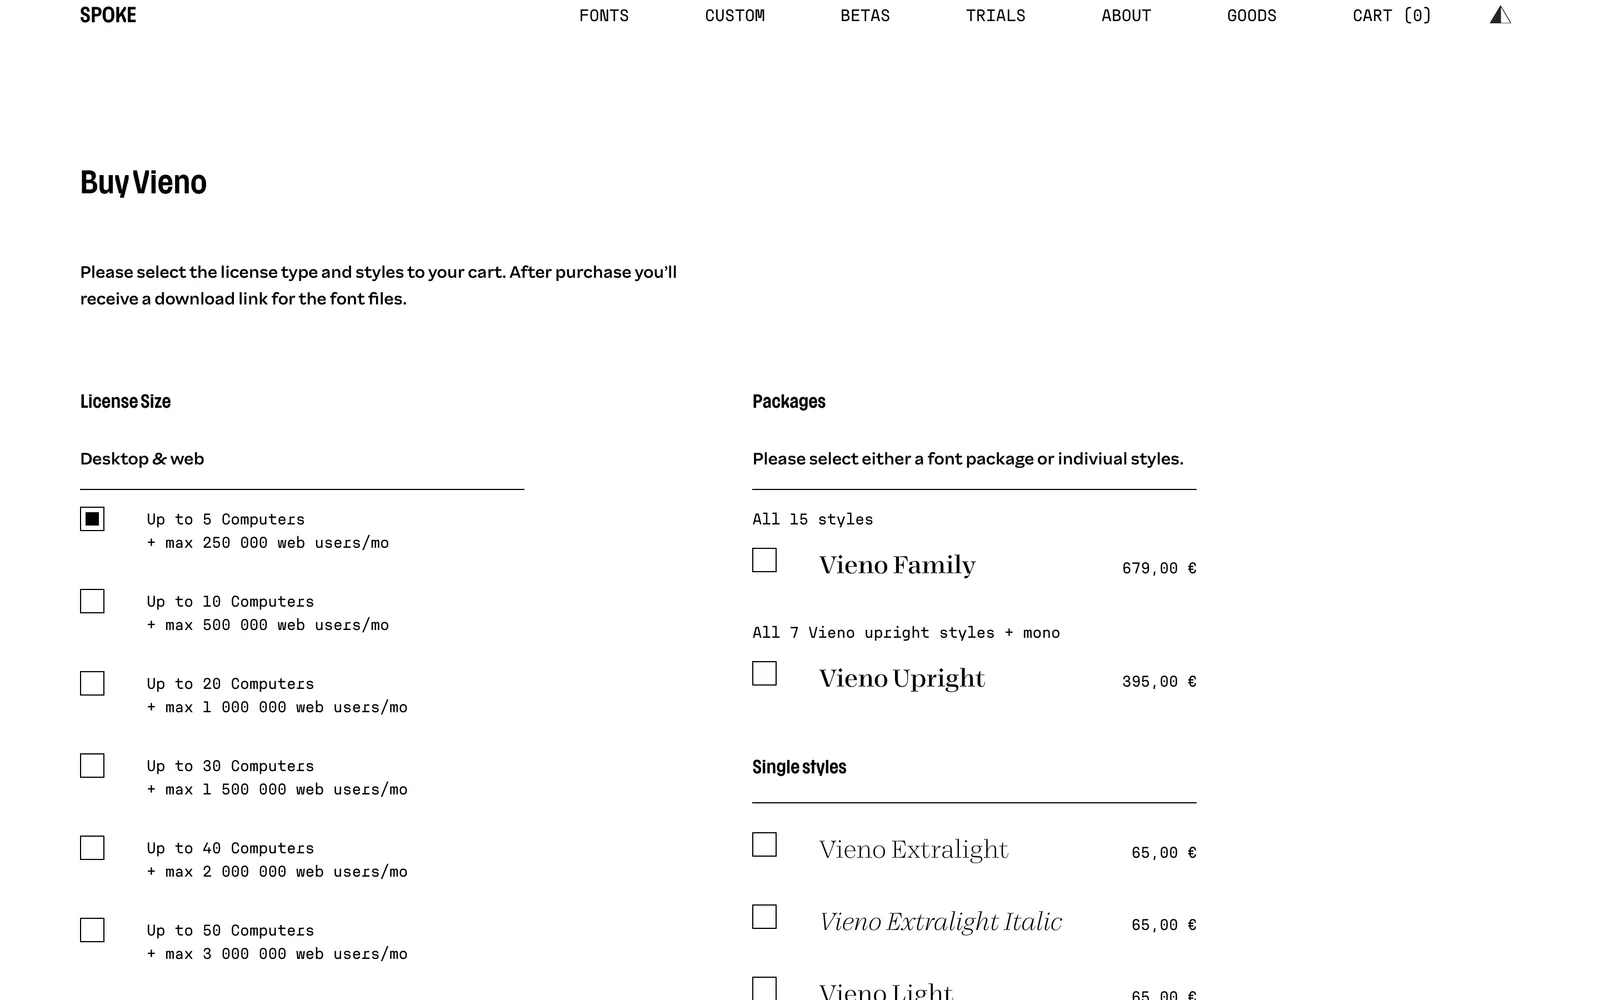 SPOKE
FONTS CUSTOM BETAS TRIALS ABOUT GOODS CART (0)
Buy Vieno
Please select the license type and styles to your cart. After purchase you’ll
receive a download link for the font files.
License Size
Desktop & web
Up to 5 Computers
+ max 250 000 web users/mo
Up to 10 Computers
+ max 500 000 web users/mo
Up to 20 Computers
+ max 1 000 000 web users/mo
Up to 30 Computers
+ max 1 500 000 web users/mo
Up to 40 Computers
+ max 2 000 000 web users/mo
Up to 50 Computers
+ max 3 000 000 web users/mo
Packages
Please select either a font package or indiviual styles.
All 15 styles
Vieno Family 679,00 €
All 7 Vieno upright styles + mono
Vieno Upright 395,00 €
Single styles
Vieno Extralight 65,00 €
Vieno Extralight Italic 65,00 €
Vieno Light 65,00 €